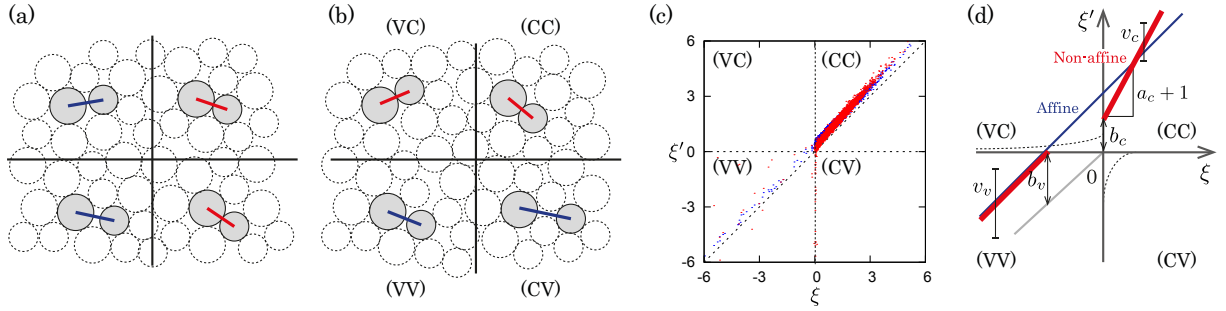 (a)
(b)
(VC)
(CC)
(VV)
(CV)
(c)
6
3
0
-3
-6
ξ′
(VC)
(CC)
(VV)
(CV)
-6
-3
0
3
6
ξ
(d)
ξ′
v_c
Non-affine
a_c + 1
Affine
(VC)
b_c
(CC)
ξ
0
v_v
b_v
(VV)
(CV)